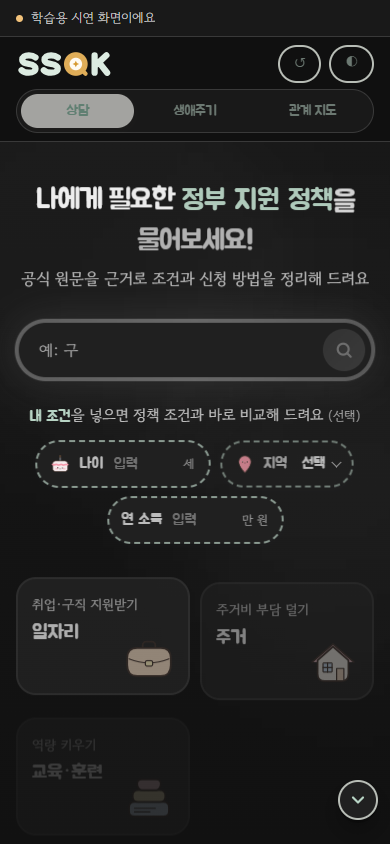 학습용 시연 화면이에요
SSOK
상담 생애주기 관계 지도
나에게 필요한 정부 지원 정책을
물어보세요!
공식 원문을 근거로 조건과 신청 방법을 정리해 드려요
예: 구
내 조건을 넣으면 정책 조건과 바로 비교해 드려요 (선택)
나이 입력 세 지역 선택
연 소득 입력 만 원
취업·구직 지원받기
일자리
주거비 부담 덜기
주거
역량 키우기
교육·훈련